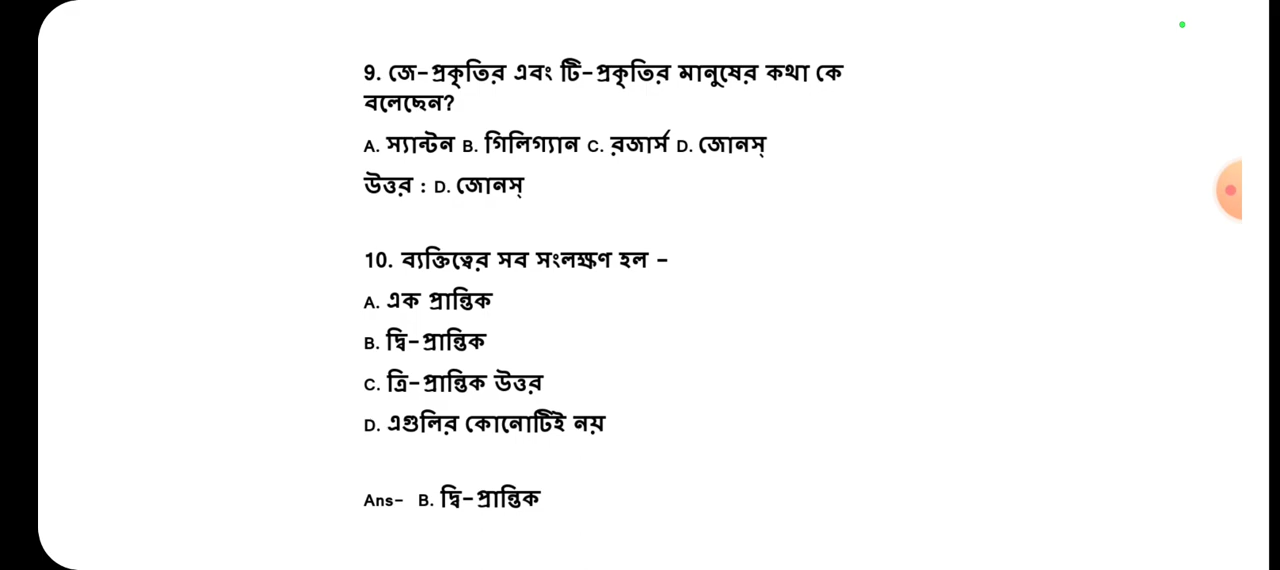 9. জে-প্রকৃতির এবং টি-প্রকৃতির মানুষের কথা কে
বলেছেন?
A. স্যান্টন B. গিলিগ্যান C. রজার্স D. জোনস্
উত্তর : D. জোনস্
10. ব্যক্তিত্বের সব সংলক্ষণ হল -
A. এক প্রান্তিক
B. দ্বি-প্রান্তিক
C. ত্রি-প্রান্তিক উত্তর
D. এগুলির কোনোটিই নয়
Ans- B. দ্বি-প্রান্তিক